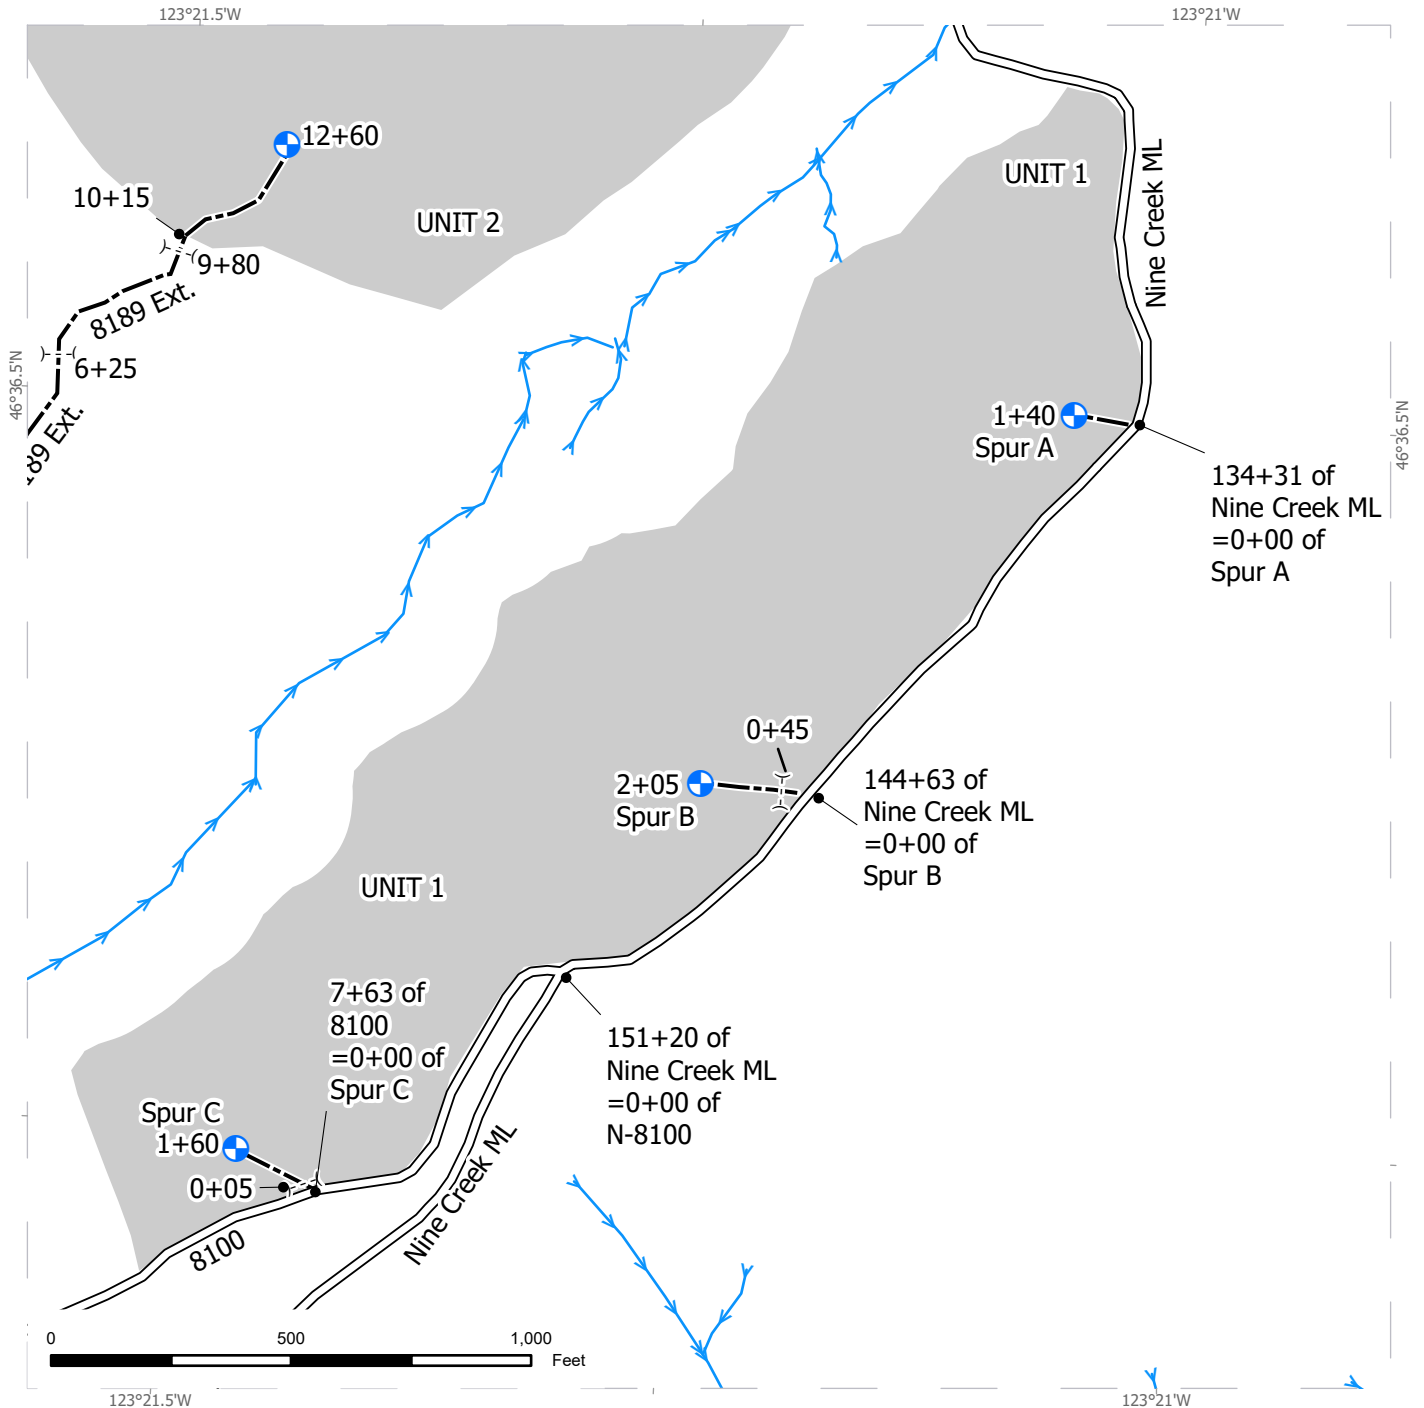 123°21.5'W
123°21'W
12+60
10+15
UNIT 2
UNIT 1
Nine Creek ML
9+80
8189 Ext.
6+25
46°36.5'N
189 Ext.
1+40
Spur A
46°36.5'N
134+31 of
Nine Creek ML
=0+00 of
Spur A
0+45
2+05
Spur B
144+63 of
Nine Creek ML
=0+00 of
Spur B
UNIT 1
7+63 of
8100
=0+00 of
Spur C
151+20 of
Nine Creek ML
=0+00 of
N-8100
Spur C
1+60
0+05
Nine Creek ML
8100
0 500 1,000
Feet
123°21.5'W
123°21'W